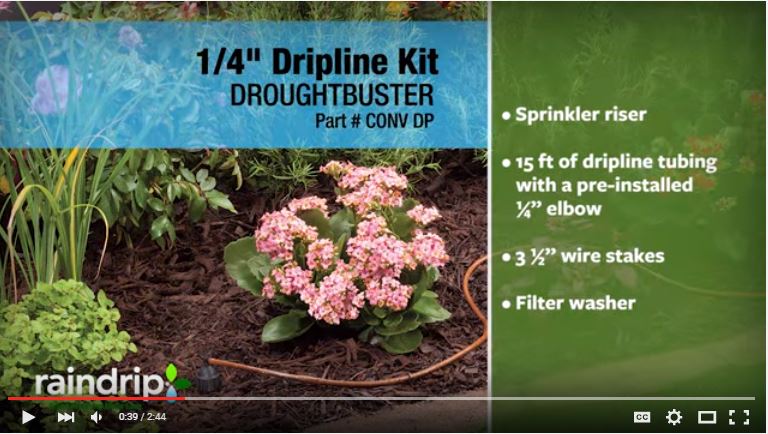 1/4" Dripline Kit
DROUGHTBUSTER
Part # CONV DP
• Sprinkler riser
• 15 ft of dripline tubing
with a pre-installed
¼” elbow
• 3 ½” wire stakes
• Filter washer
raindrip
0:39 / 2:44
CC